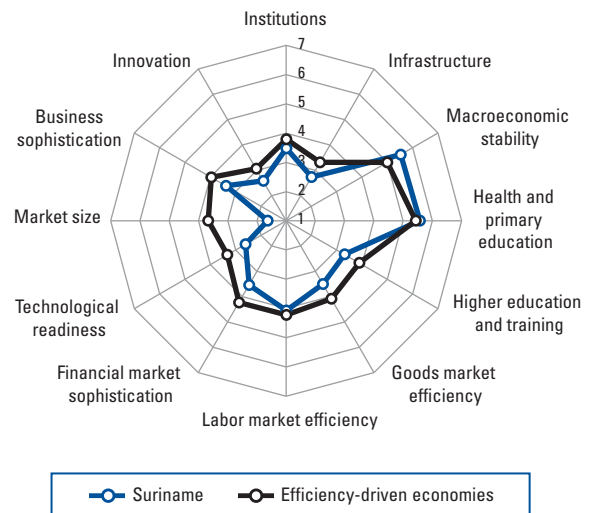 Institutions
7
6
5
4
3
2
1
Infrastructure
Macroeconomic
stability
Health and
primary
education
Higher education
and training
Goods market
efficiency
Labor market efficiency
Financial market
sophistication
Technological
readiness
Market size
Business
sophistication
Innovation
Suriname
Efficiency-driven economies